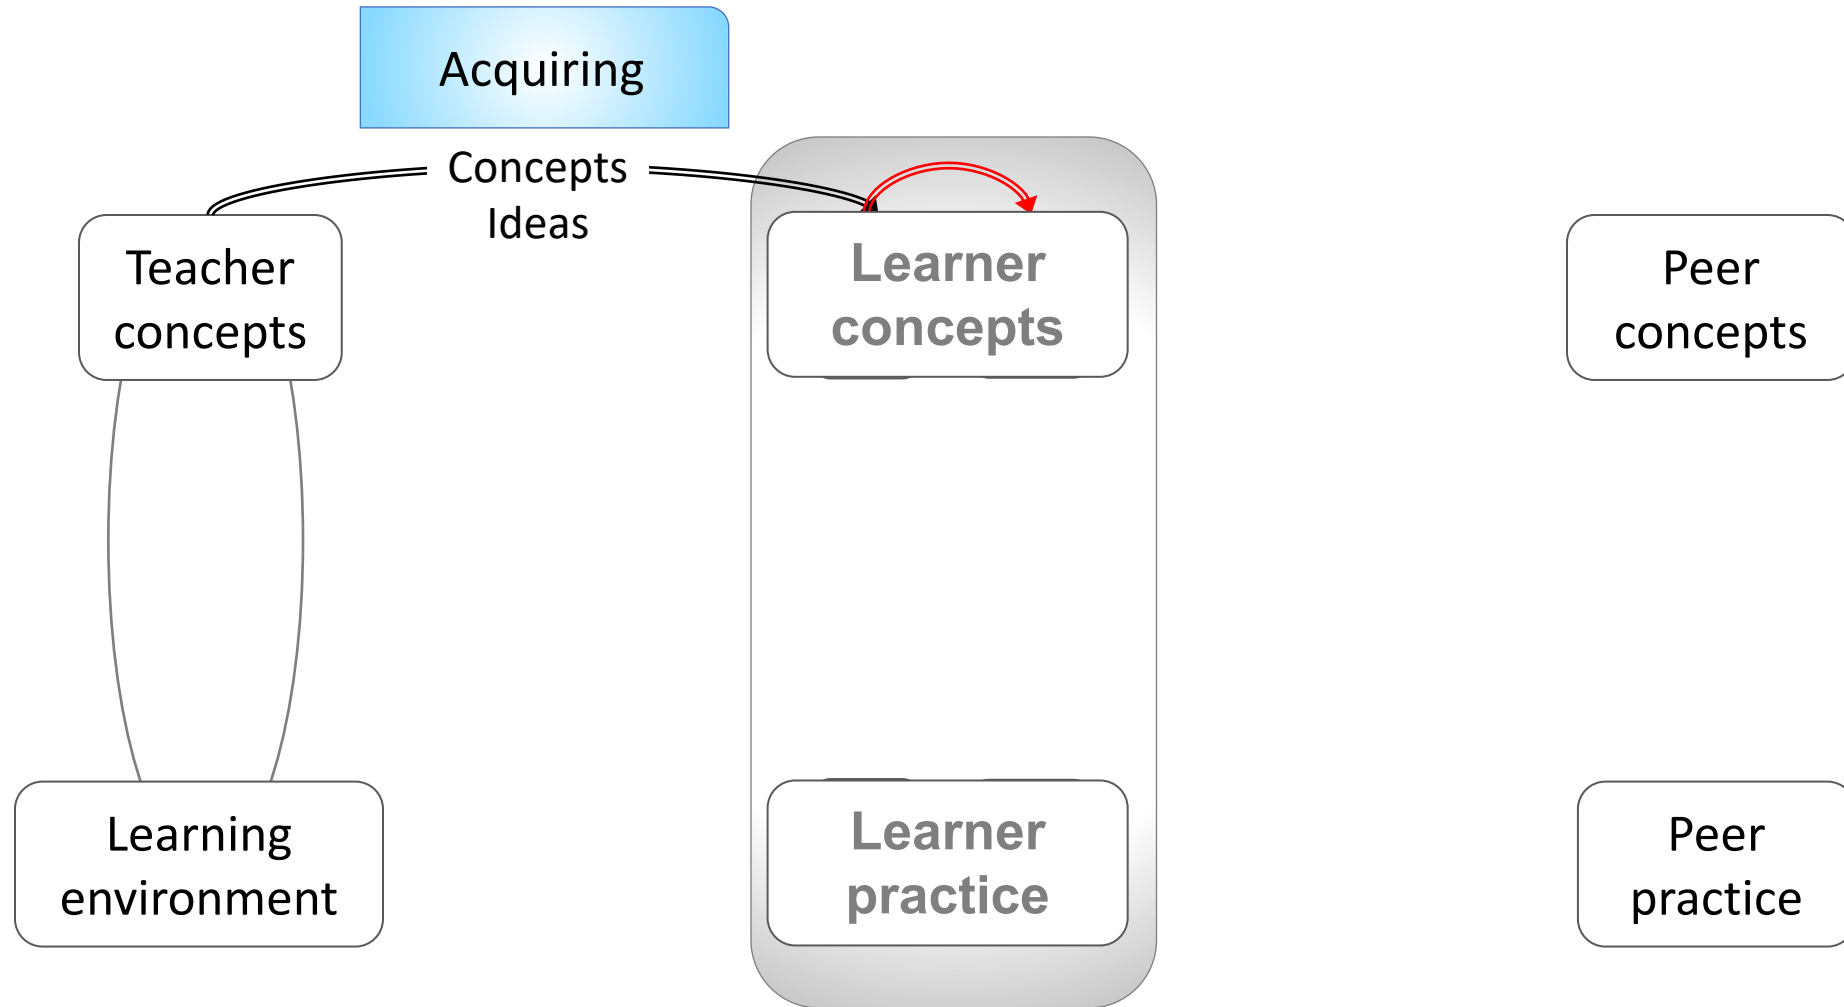 Acquiring
Concepts
Ideas
Teacher
concepts
Learner
concepts
Peer
concepts
Learning
environment
Learner
practice
Peer
practice